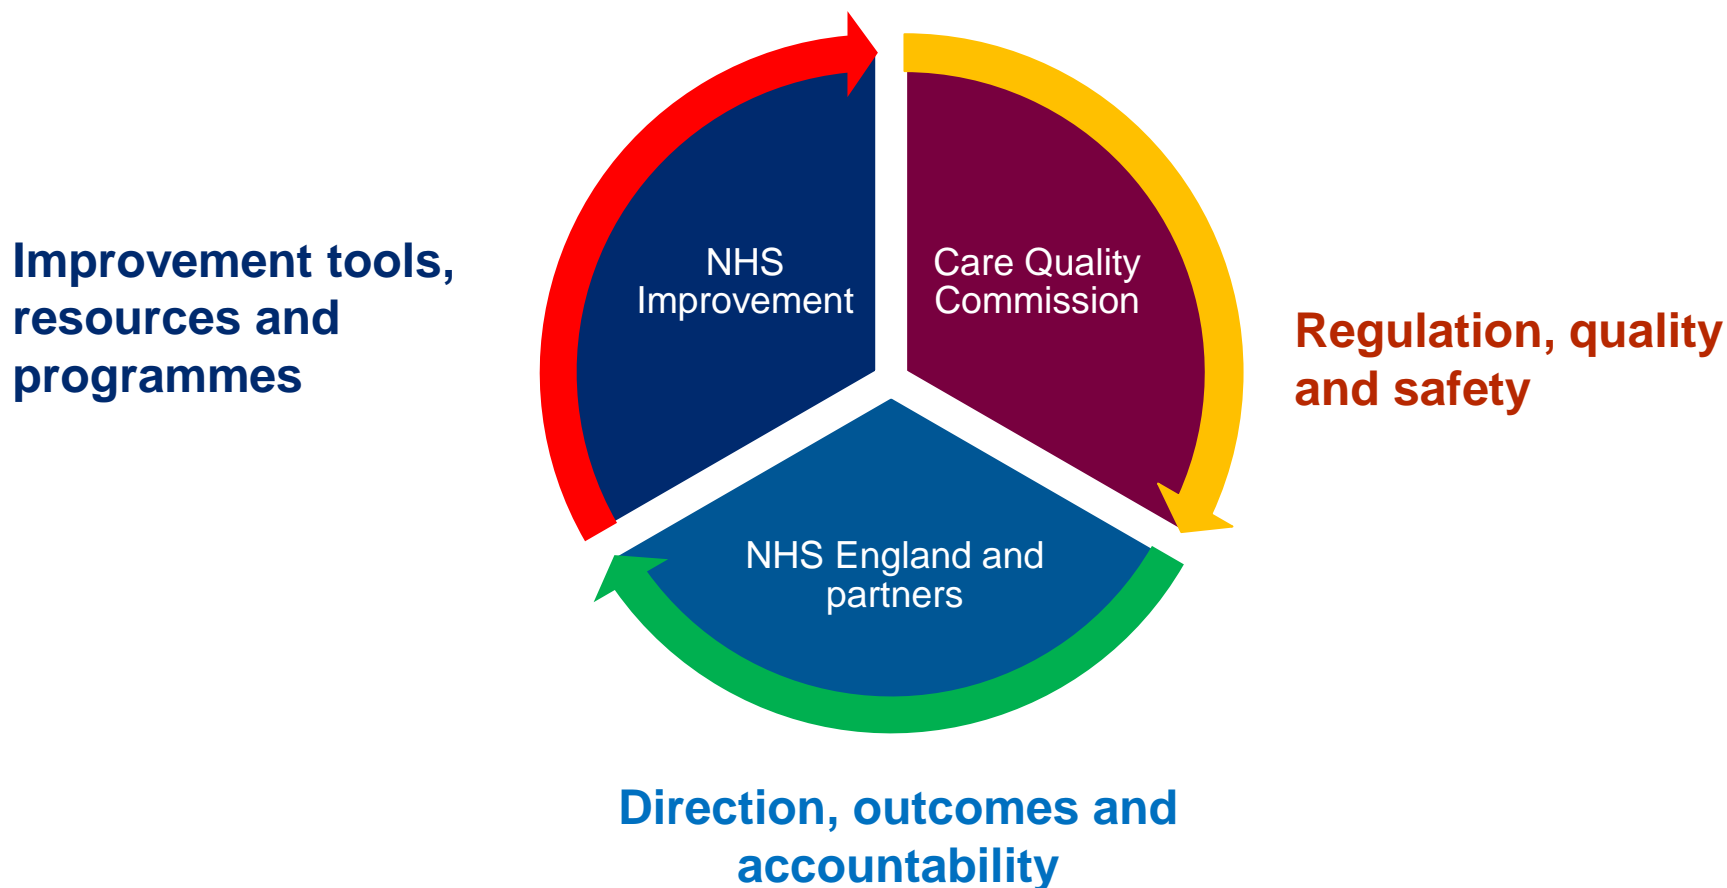 Improvement tools,
resources and
programmes
NHS
Improvement
Care Quality
Commission
Regulation, quality
and safety
NHS England and
partners
Direction, outcomes and
accountability